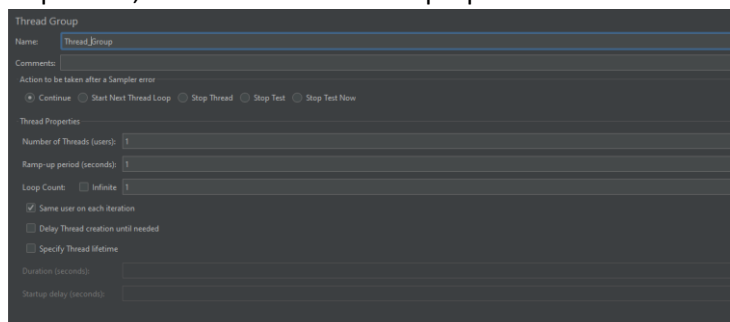 Thread Group
Name: Thread_Group
Comments:
Action to be taken after a Sampler error
Continue Start Next Thread Loop Stop Thread Stop Test Stop Test Now
Thread Properties
Number of Threads (users): 1
Ramp-up period (seconds): 1
Loop Count: Infinite 1
Same user on each iteration
Delay Thread creation until needed
Specify Thread lifetime
Duration (seconds):
Startup delay (seconds):